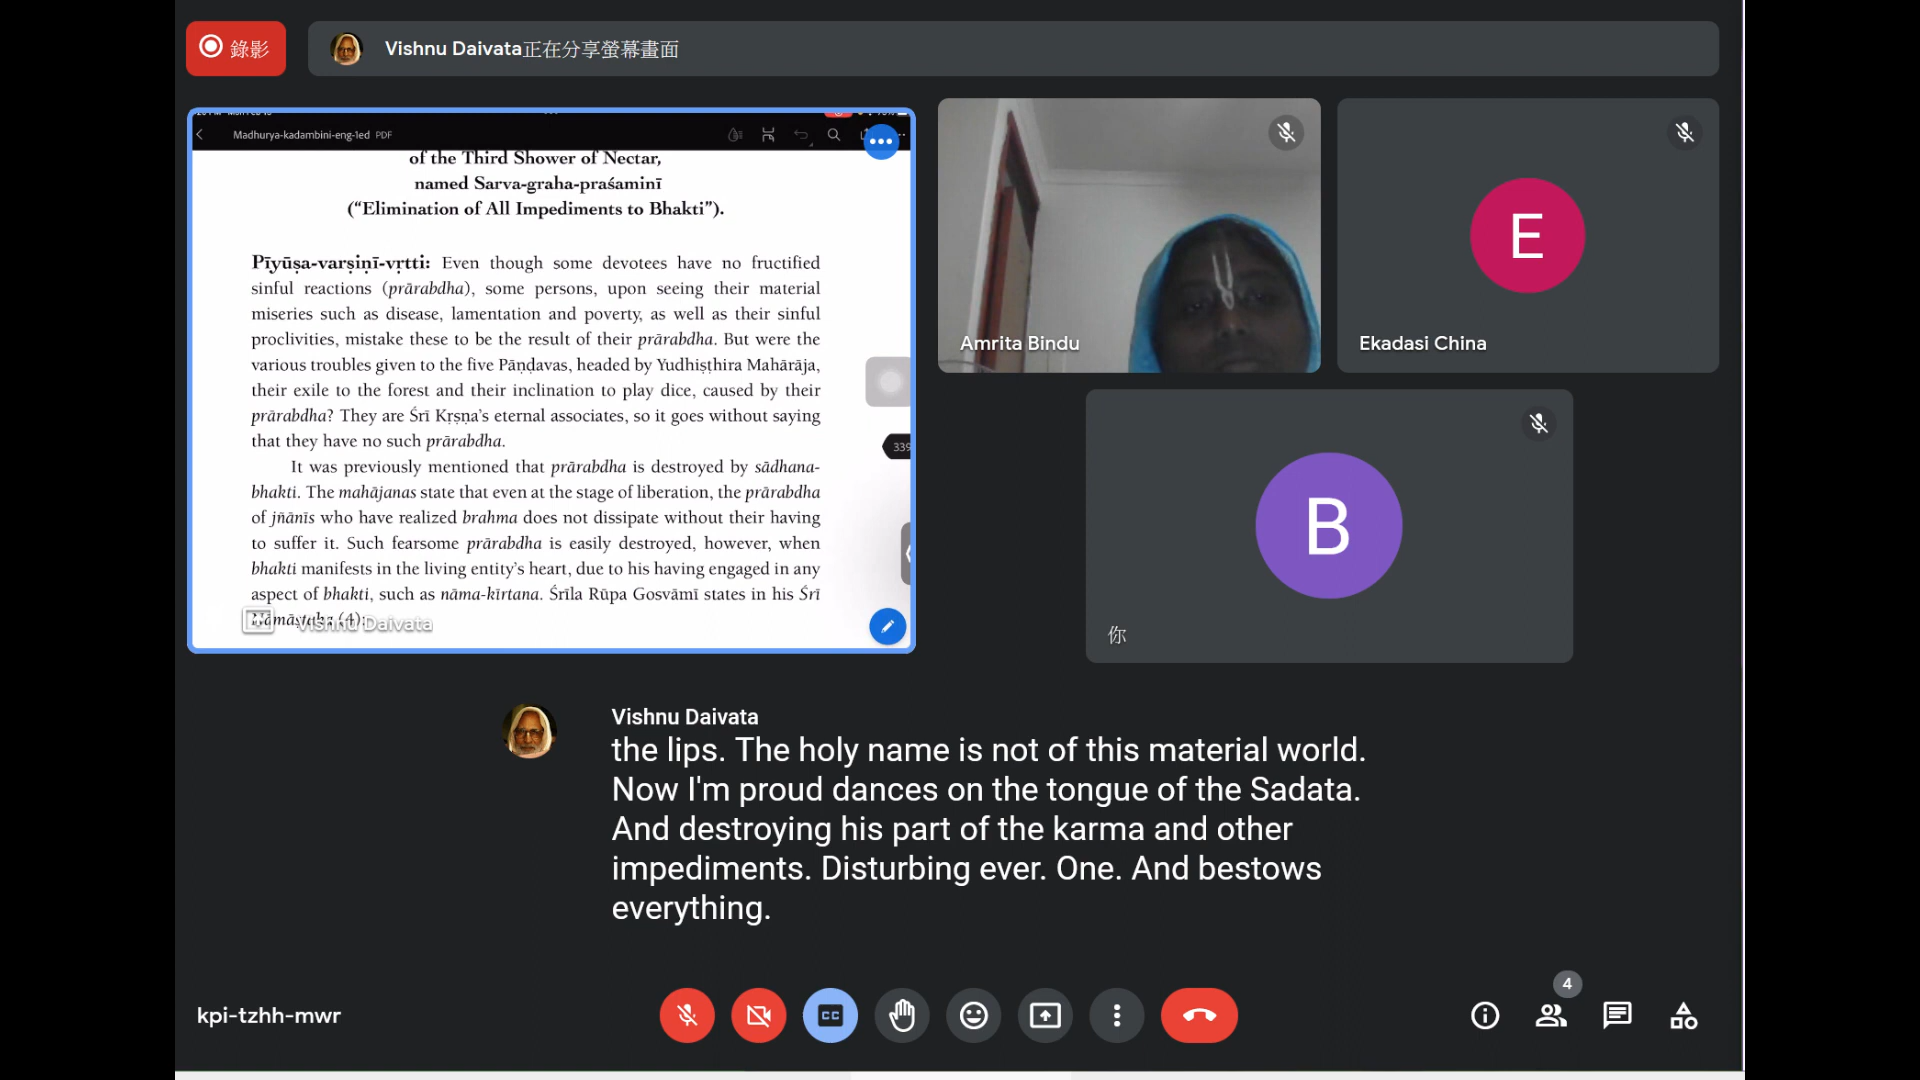 錄影
Vishnu Daivata正在分享螢幕畫面
Madhurya-kadambini-eng-1ed PDF
of the Third Shower of Nectar,
named Sarva-graha-praśaminī
(“Elimination of All Impediments to Bhakti”).
Pīyūṣa-varṣiṇī-vṛtti: Even though some devotees have no fructified
sinful reactions (prārabdha), some persons, upon seeing their material
miseries such as disease, lamentation and poverty, as well as their sinful
proclivities, mistake these to be the result of their prārabdha. But were the
various troubles given to the five Pāṇḍavas, headed by Yudhiṣṭhira Mahārāja,
their exile to the forest and their inclination to play dice, caused by their
prārabdha? They are Śrī Kṛṣṇa’s eternal associates, so it goes without saying
that they have no such prārabdha.
It was previously mentioned that prārabdha is destroyed by sādhana-
bhakti. The mahājanas state that even at the stage of liberation, the prārabdha
of jñānīs who have realized brahma does not dissipate without their having
to suffer it. Such fearsome prārabdha is easily destroyed, however, when
bhakti manifests in the living entity’s heart, due to his having engaged in any
aspect of bhakti, such as nāma-kīrtana. Śrīla Rūpa Gosvāmī states in his Śrī
Nāmāṣṭaka (4):
Vishnu Daivata
339
Amrita Bindu
E
Ekadasi China
B
你
Vishnu Daivata
the lips. The holy name is not of this material world.
Now I'm proud dances on the tongue of the Sadata.
And destroying his part of the karma and other
impediments. Disturbing ever. One. And bestows
everything.
kpi-tzhh-mwr
CC
4